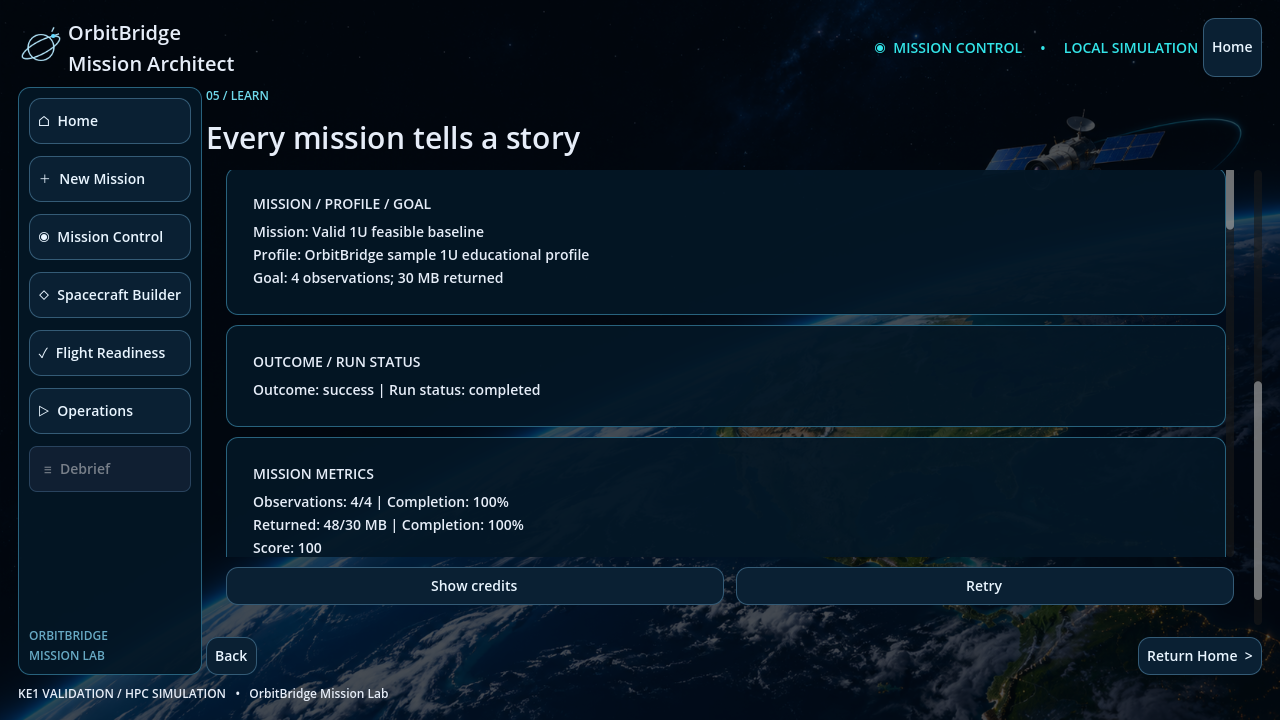 OrbitBridge
Mission Architect
◉ MISSION CONTROL • LOCAL SIMULATION
Home
⌂ Home
+ New Mission
◉ Mission Control
◇ Spacecraft Builder
✓ Flight Readiness
▷ Operations
≡ Debrief
ORBITBRIDGE
MISSION LAB
05 / LEARN
Every mission tells a story
MISSION / PROFILE / GOAL
Mission: Valid 1U feasible baseline
Profile: OrbitBridge sample 1U educational profile
Goal: 4 observations; 30 MB returned
OUTCOME / RUN STATUS
Outcome: success | Run status: completed
MISSION METRICS
Observations: 4/4 | Completion: 100%
Returned: 48/30 MB | Completion: 100%
Score: 100
Show credits
Retry
Back
Return Home >
KE1 VALIDATION / HPC SIMULATION • OrbitBridge Mission Lab